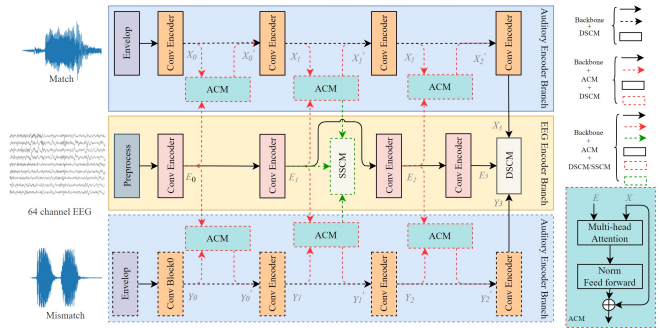 Match
Envelop
Conv Encoder
X0
X0'
Conv Encoder
X1
X1'
Conv Encoder
X2
X2'
Conv Encoder
ACM
ACM
ACM
X3
Auditory Encoder Branch
64 channel EEG
Preprocess
Conv Encoder
E0
Conv Encoder
E1
SSCM
Conv Encoder
E2
Conv Encoder
E3
DSCM
Y3
EEG Encoder Branch
Mismatch
Envelop
Conv Block0
Y0
Y0'
Conv Encoder
Y1
Y1'
Conv Encoder
Y2
Y2
Conv Encoder
ACM
ACM
ACM
Auditory Encoder Branch
Backbone
+
DSCM
Backbone
+
ACM
+
DSCM
Backbone
+
ACM
+
DSCM/SSCM
E
X
Multi-head
Attention
Norm
Feed forward
ACM